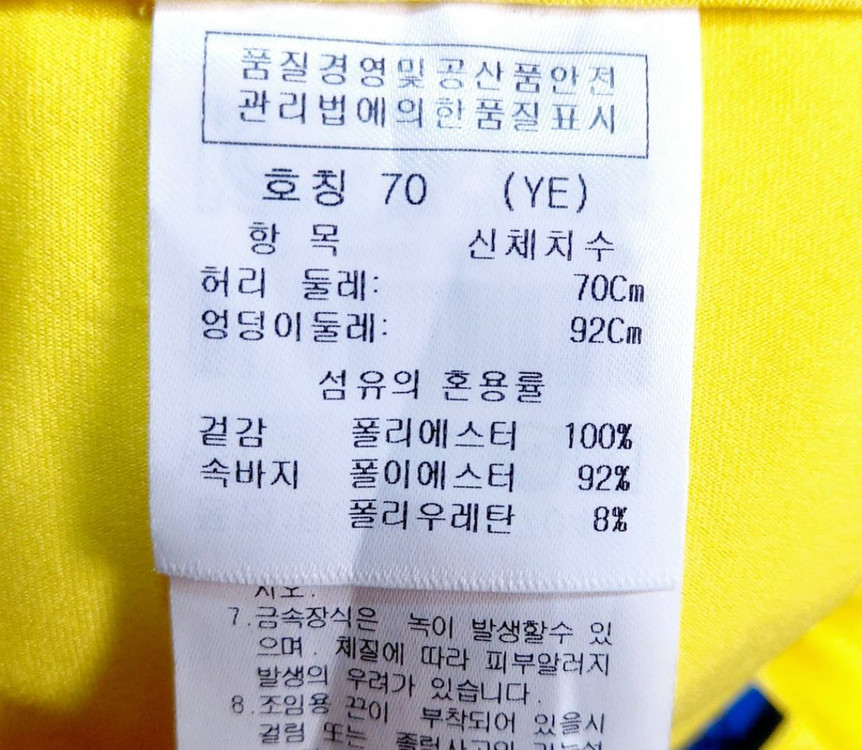 품질경영및공산품안전
관리법에의한품질표시
호칭 70 (YE)
항 목 신체치수
허리 둘레: 70Cm
엉덩이둘레: 92Cm
섬유의 혼용률
겉감 폴리에스터 100%
속바지 폴이에스터 92%
폴리우레탄 8%
시오.
7.금속장식은 녹이 발생할수 있
으며. 체질에 따라 피부알러지
발생의 우려가 있습니다.
8.조임용 끈이 부착되어 있을시
걸림 또는